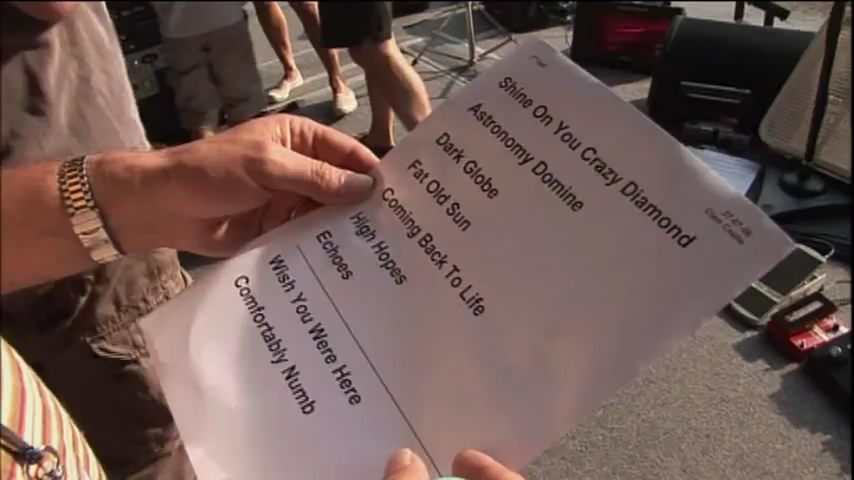 Shine On You Crazy Diamond
Astronomy Domine
Dark Globe
Fat Old Sun
Coming Back To Life
High Hopes
Echoes
Wish You Were Here
Comfortably Numb